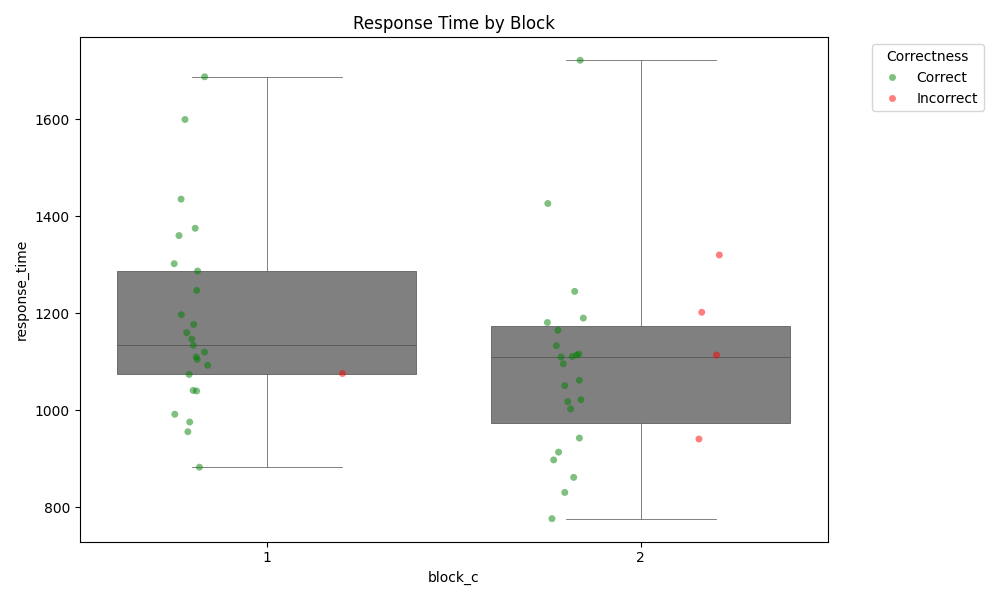 Response Time by Block
Correctness
Correct
Incorrect
response_time
1600
1400
1200
1000
800
1
2
block_c